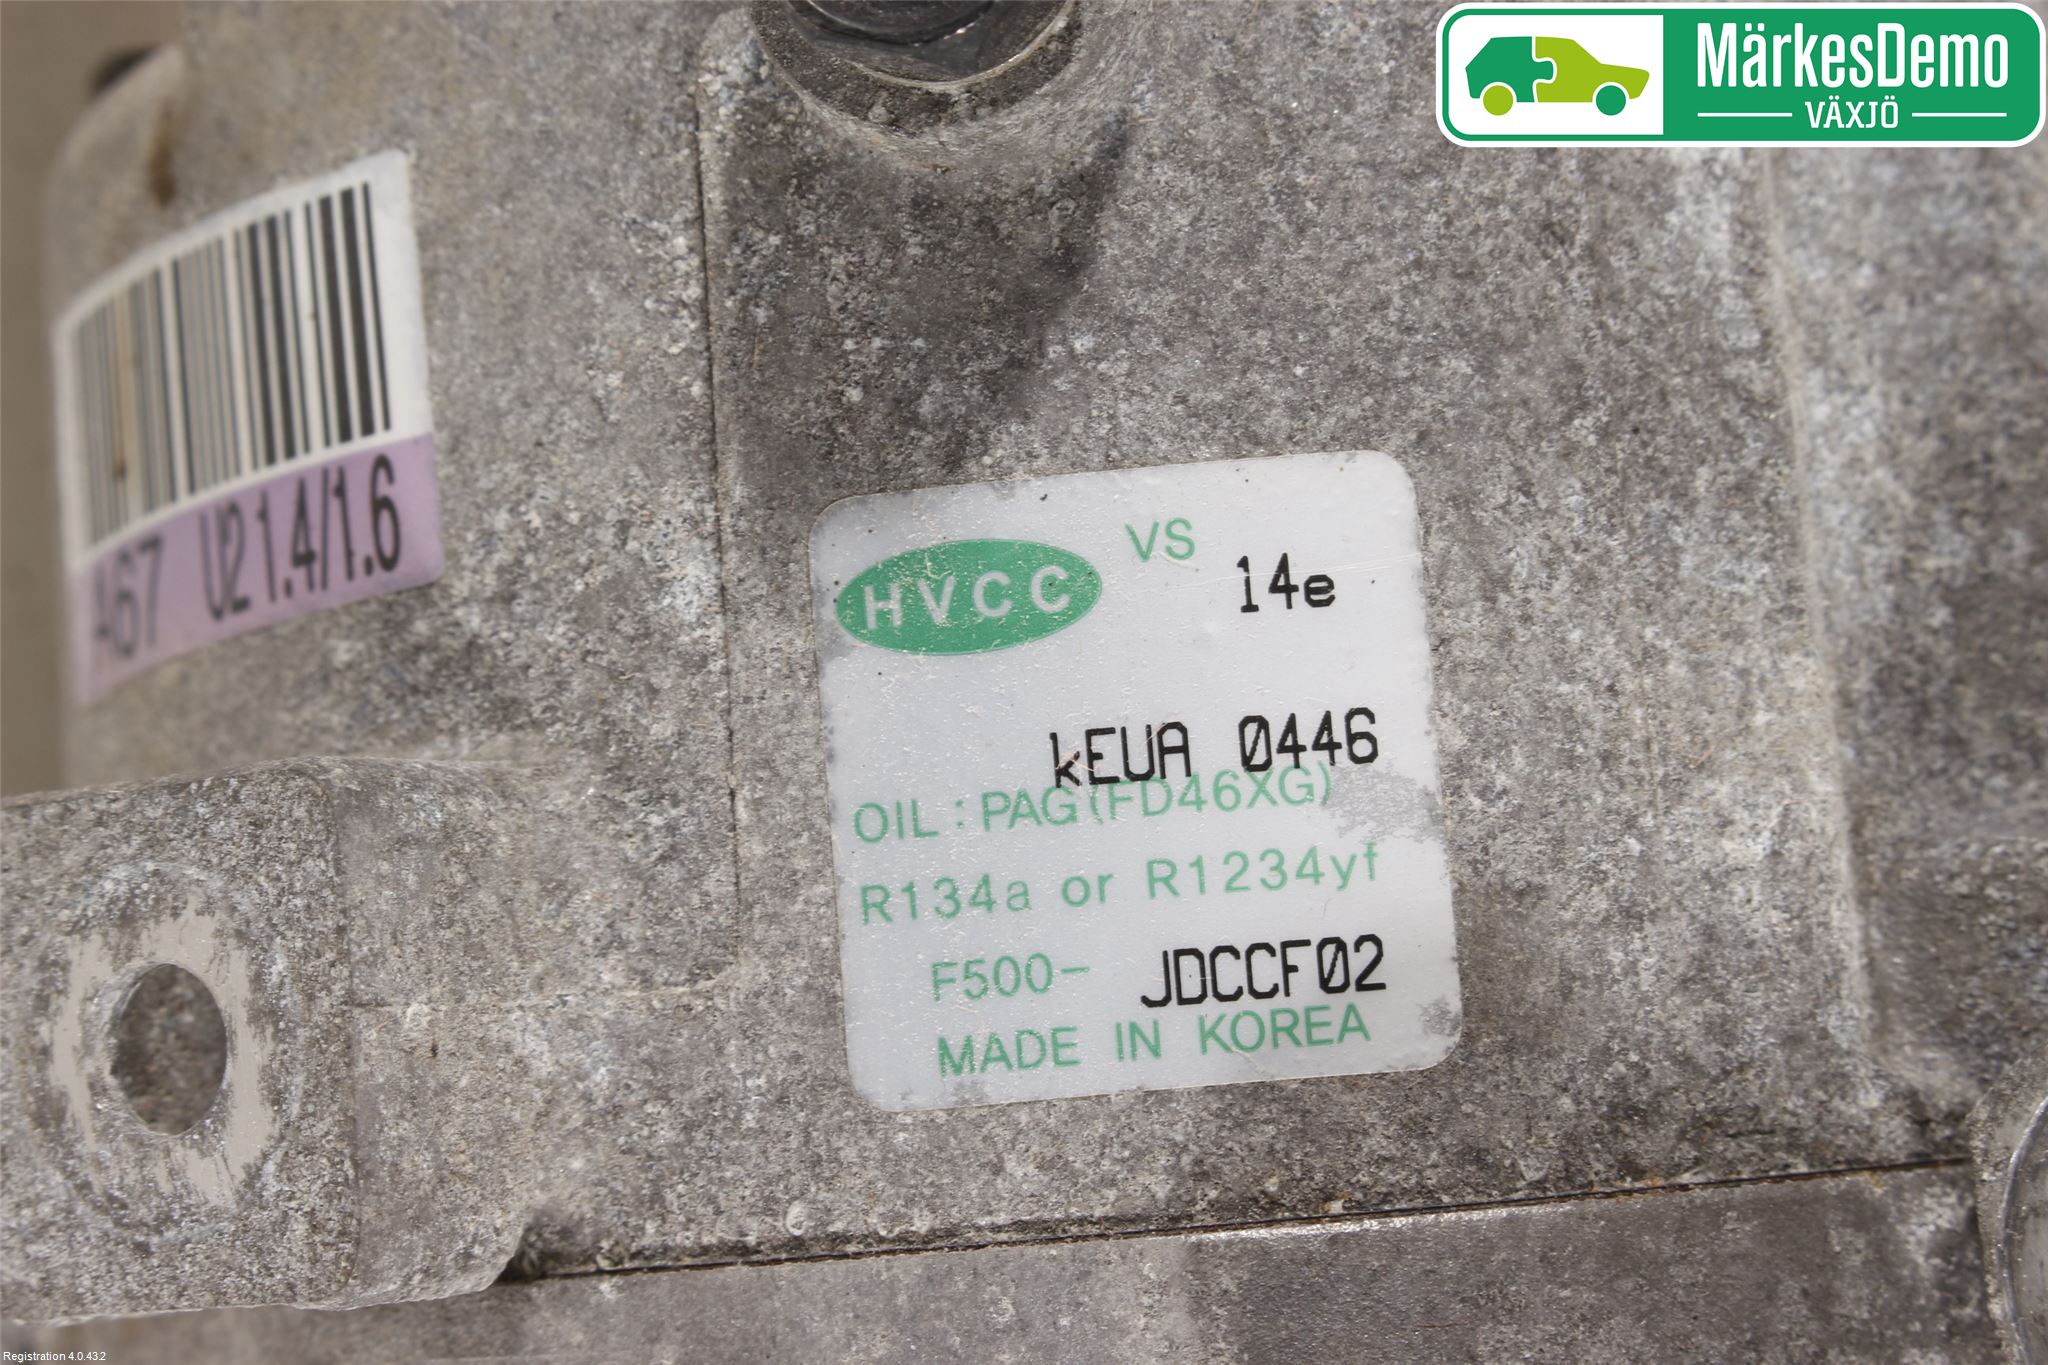 MärkesDemo
VÄXJÖ
A67 U2 1.4/1.6
HVCC VS 14e
kEUA 0446
OIL : PAG (FD46XG)
R134a or R1234yf
F500- JDCCF02
MADE IN KOREA
Registration 4.0.43.2